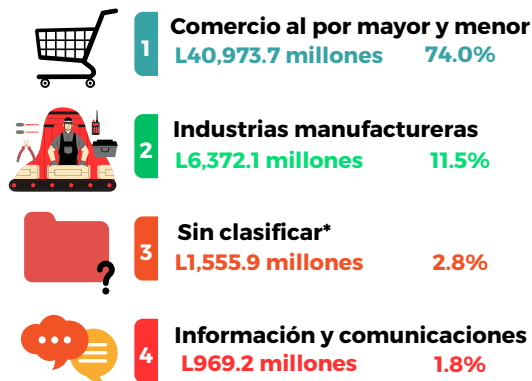 1
Comercio al por mayor y menor
L40,973.7 millones 74.0%
2
Industrias manufactureras
L6,372.1 millones 11.5%
3
Sin clasificar*
L1,555.9 millones 2.8%
?
4
Información y comunicaciones
L969.2 millones 1.8%